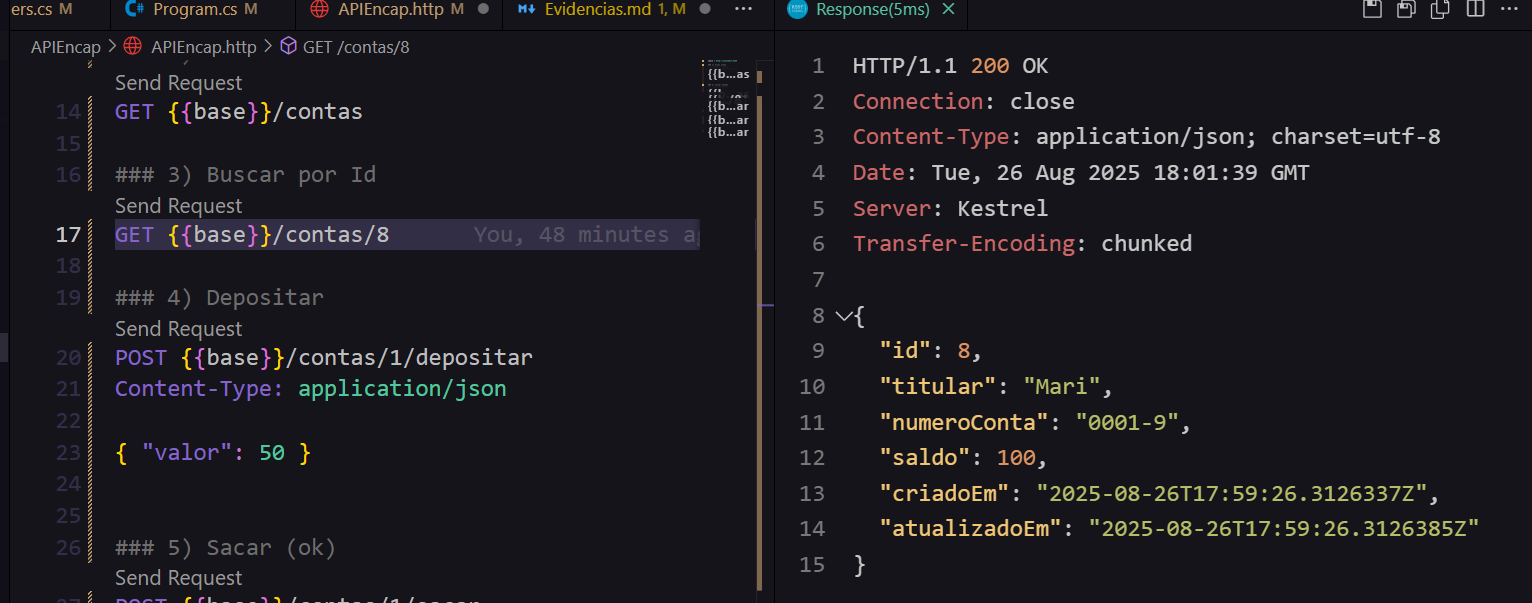 ers.cs M
Program.cs M
APIEncap.http M
Evidencias.md 1, M
Response(5ms)
APIEncap > APIEncap.http > GET /contas/8
Send Request
14 GET {{base}}/contas
15
16 ### 3) Buscar por Id
Send Request
17 GET {{base}}/contas/8 You, 48 minutes
18
19 ### 4) Depositar
Send Request
20 POST {{base}}/contas/1/depositar
21 Content-Type: application/json
22
23 { "valor": 50 }
24
25
26 ### 5) Sacar (ok)
Send Request
27 POST {{base}}/contas/1/sacar
{{b...as
{{b...ar
{{b...ar
{{b...ar
1 HTTP/1.1 200 OK
2 Connection: close
3 Content-Type: application/json; charset=utf-8
4 Date: Tue, 26 Aug 2025 18:01:39 GMT
5 Server: Kestrel
6 Transfer-Encoding: chunked
7
8 {
9 "id": 8,
10 "titular": "Mari",
11 "numeroConta": "0001-9",
12 "saldo": 100,
13 "criadoEm": "2025-08-26T17:59:26.3126337Z",
14 "atualizadoEm": "2025-08-26T17:59:26.3126385Z"
15 }